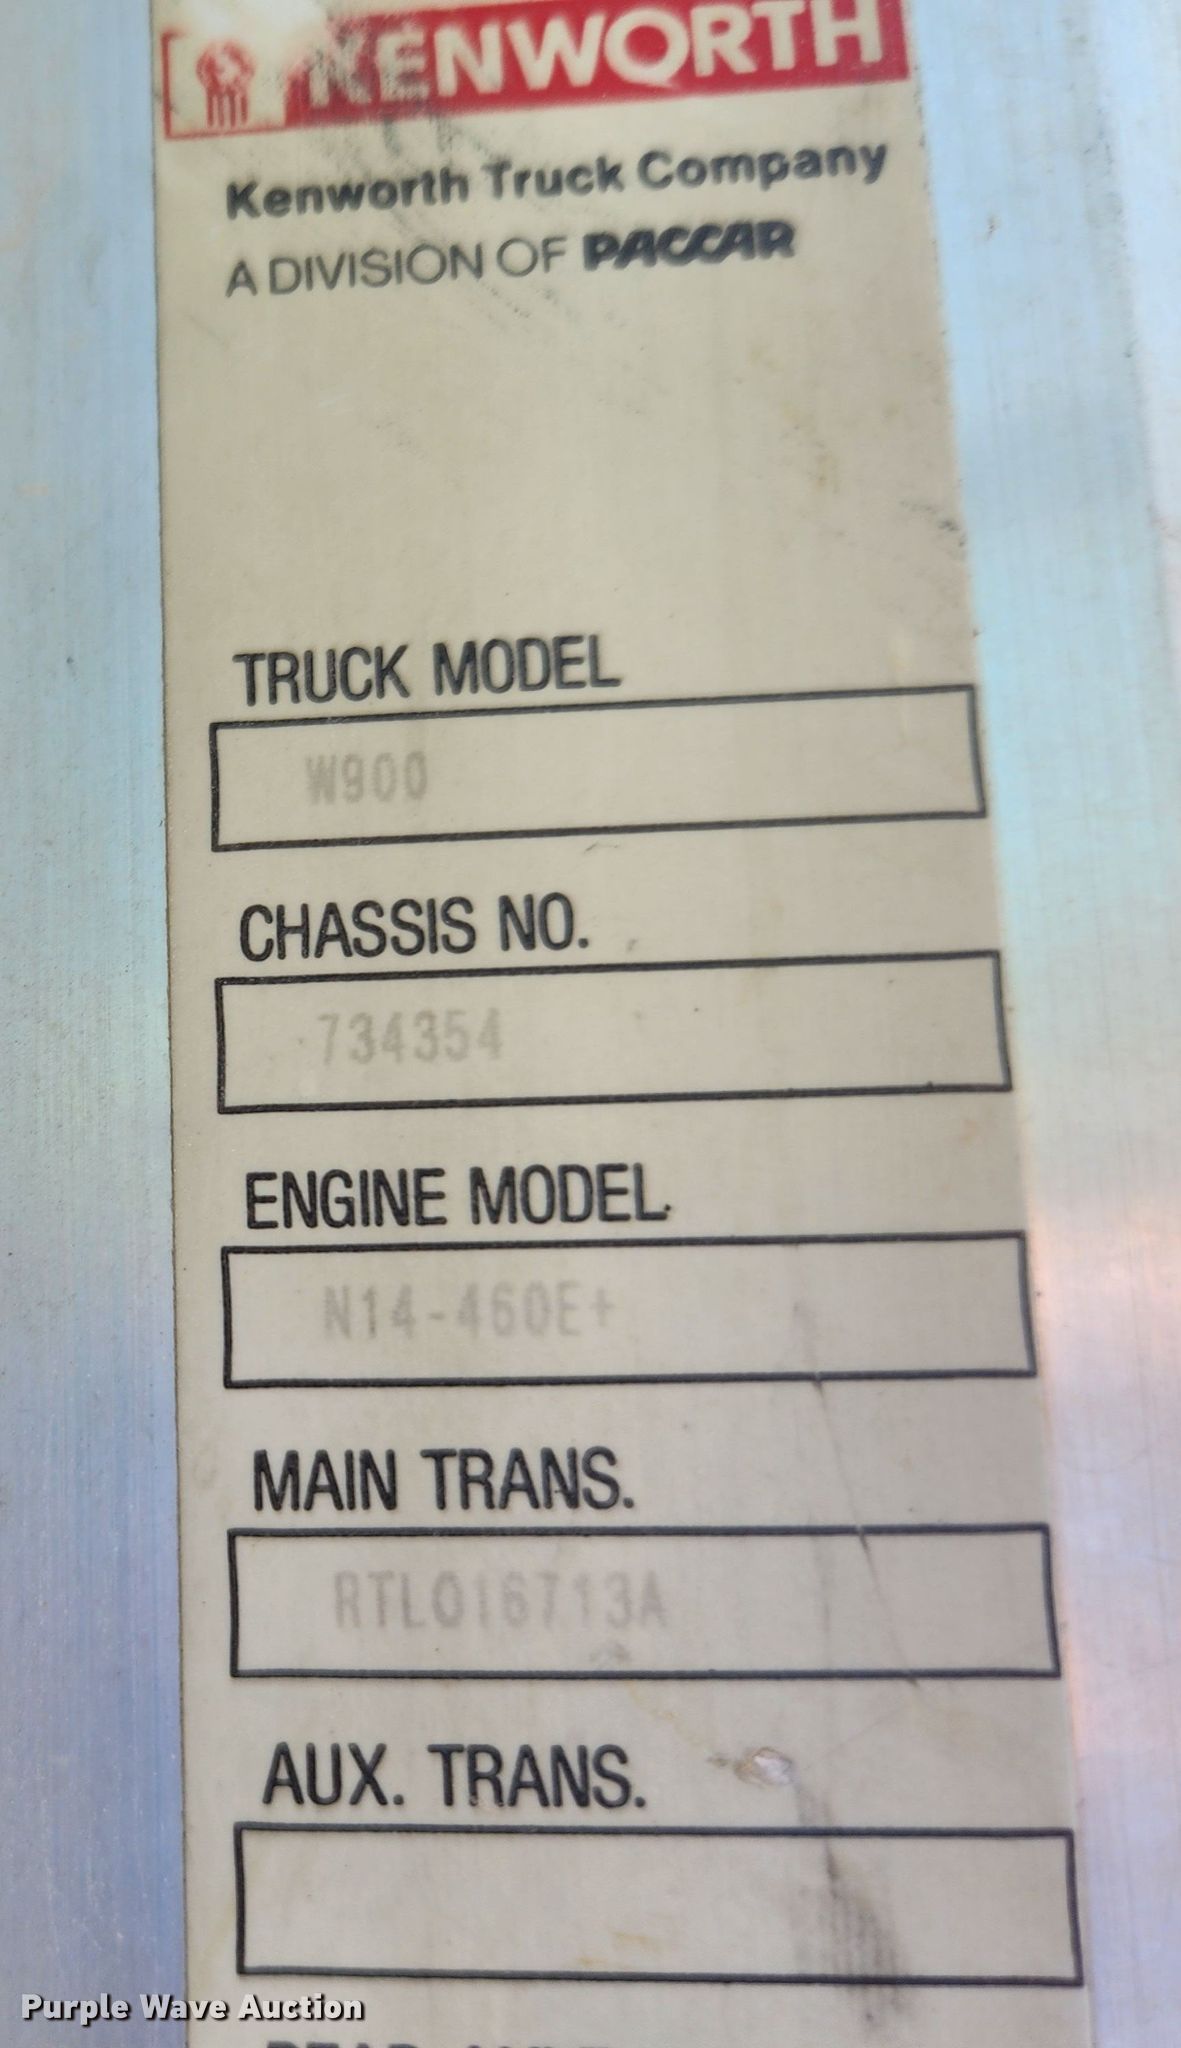 KENWORTH
Kenworth Truck Company
A DIVISION OF PACCAR
TRUCK MODEL
W900
CHASSIS NO.
734354
ENGINE MODEL
N14-460E+
MAIN TRANS.
RTLO16713A
AUX. TRANS.
Purple Wave Auction